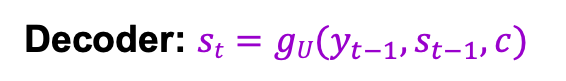 Decoder: sₜ = g_U(yₜ₋₁, sₜ₋₁, c)